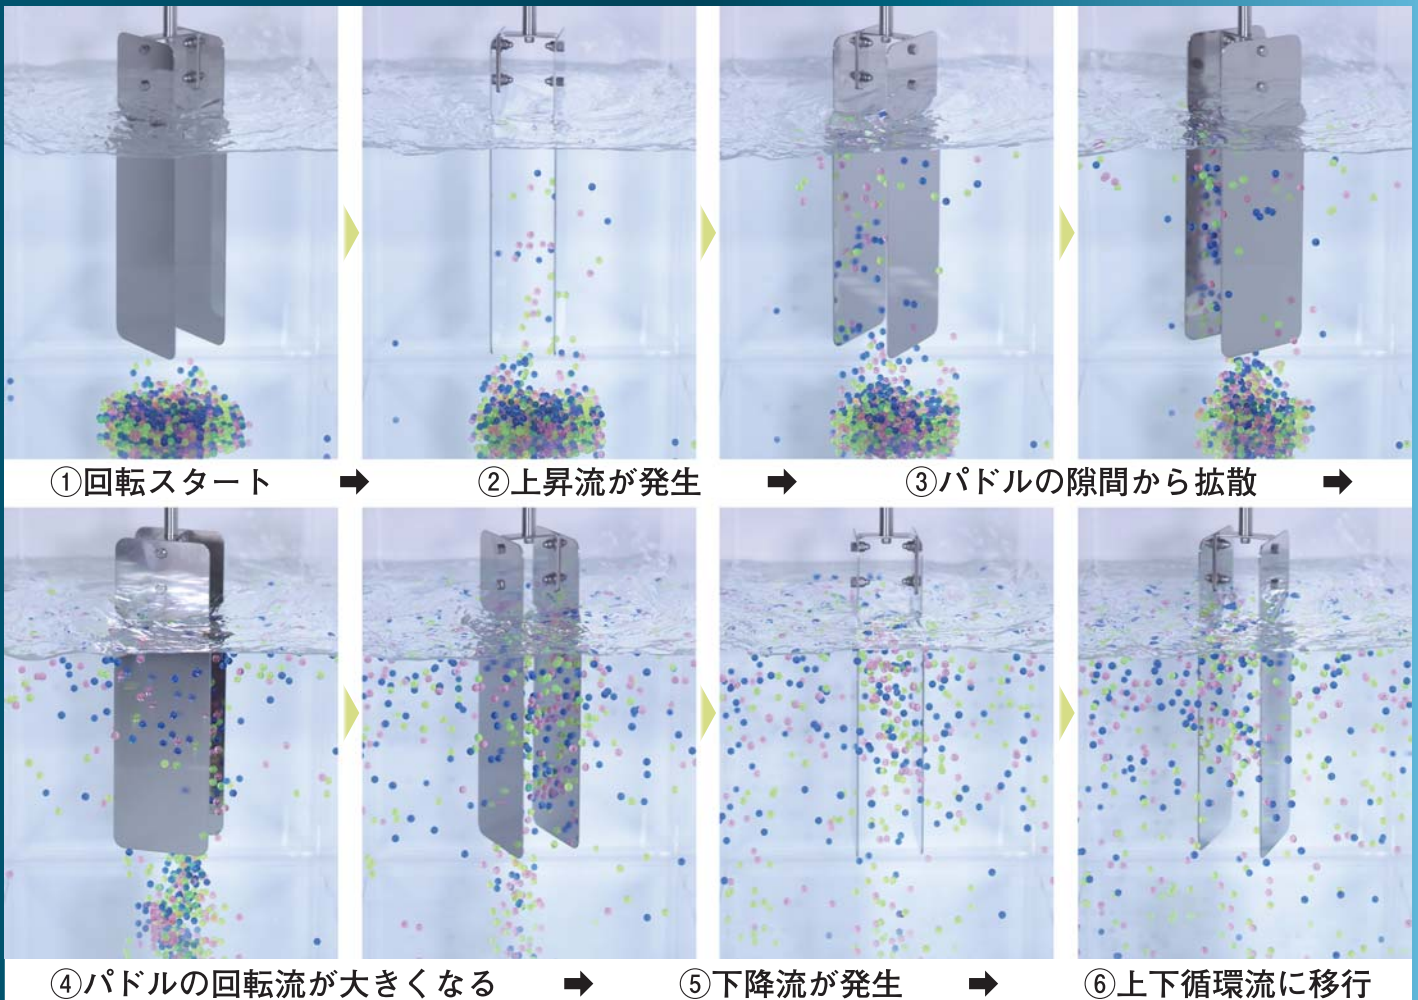 ①回転スタート ➡ ②上昇流が発生 ➡ ③パドルの隙間から拡散 ➡
④パドルの回転流が大きくなる ➡ ⑤下降流が発生 ➡ ⑥上下循環流に移行